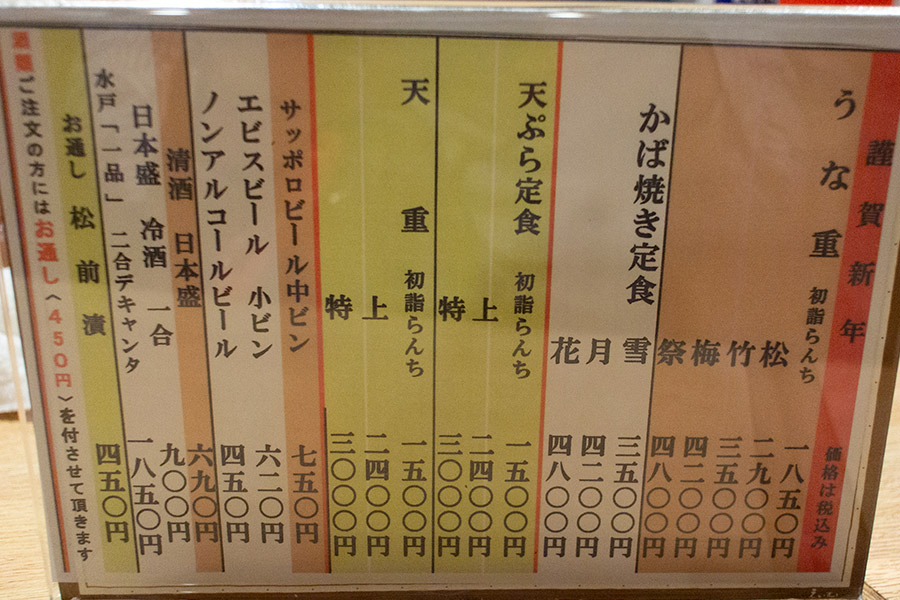 謹賀新年 価格は税込み
うな重 初詣らんち 一八五〇円
松 二九〇〇円
竹 三五〇〇円
梅 四二〇〇円
祭 四八〇〇円
かば焼き定食 雪 三五〇〇円
月 四二〇〇円
花 四八〇〇円
天ぷら定食 初詣らんち 一五〇〇円
上 二四〇〇円
特 三〇〇〇円
天重 初詣らんち 一五〇〇円
上 二四〇〇円
特 三〇〇〇円
サッポロビール中ビン 七五〇円
エビスビール 小ビン 六二〇円
ノンアルコールビール 四五〇円
清酒 日本盛 六九〇円
日本盛 冷酒 一合 九〇〇円
水戸「一品」 二合デキャンタ 一八五〇円
お通し 松前漬 四五〇円
酒類ご注文の方にはお通し〈４５０円〉を付させて頂きます